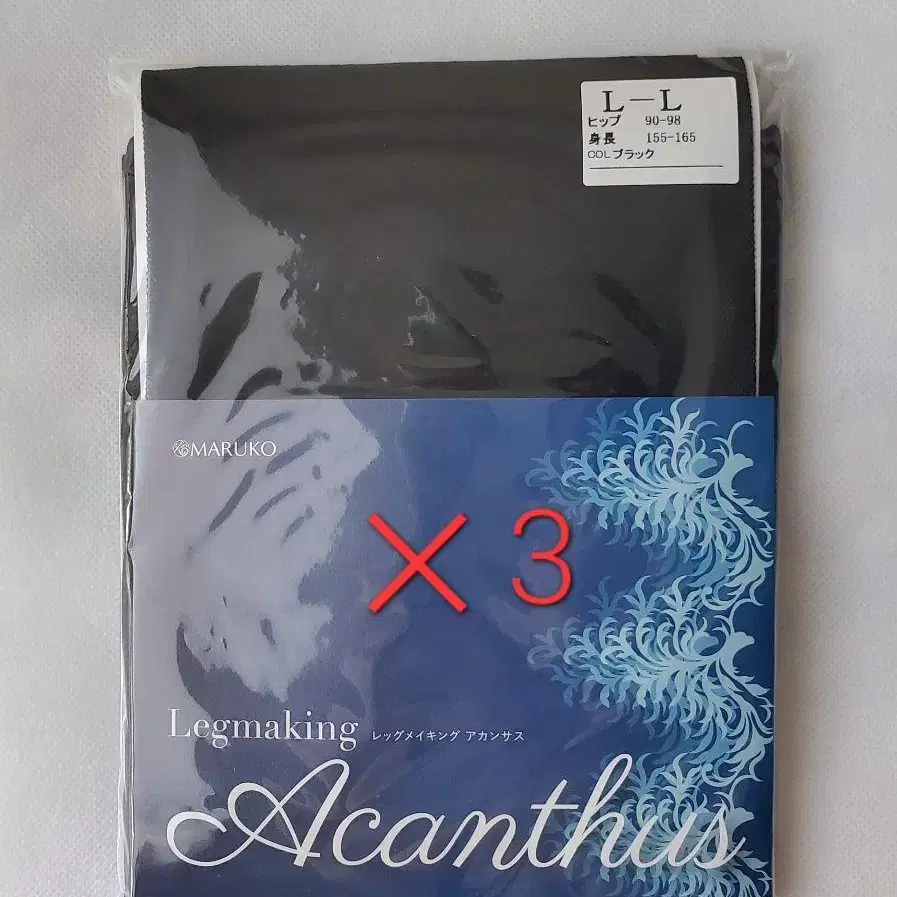 L-L
ヒップ 90-98
身長 155-165
COL ブラック
MARUKO
×3
Legmaking レッグメイキング アカンサス
Acanthus